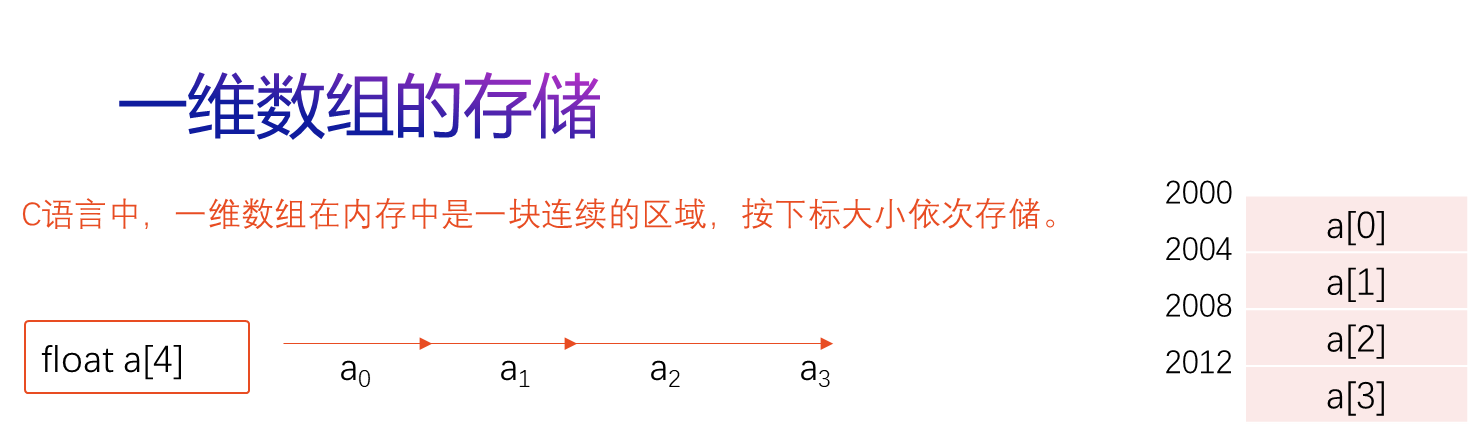 一维数组的存储
C语言中，一维数组在内存中是一块连续的区域，按下标大小依次存储。
float a[4]
a₀ a₁ a₂ a₃
2000
a[0]
2004
a[1]
2008
a[2]
2012
a[3]